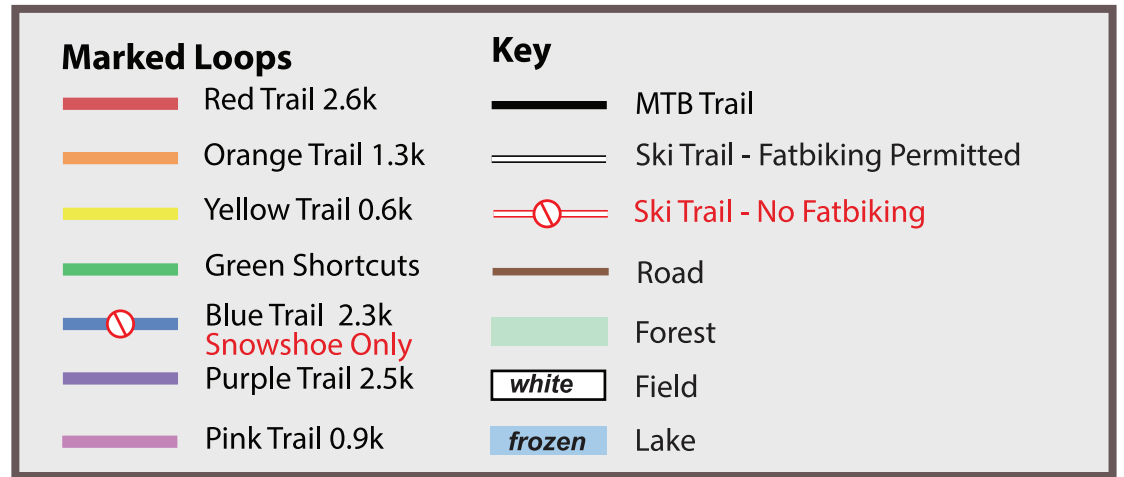 Marked Loops
Red Trail 2.6k
Orange Trail 1.3k
Yellow Trail 0.6k
Green Shortcuts
Blue Trail 2.3k
Snowshoe Only
Purple Trail 2.5k
Pink Trail 0.9k
Key
MTB Trail
Ski Trail - Fatbiking Permitted
Ski Trail - No Fatbiking
Road
Forest
white Field
frozen Lake